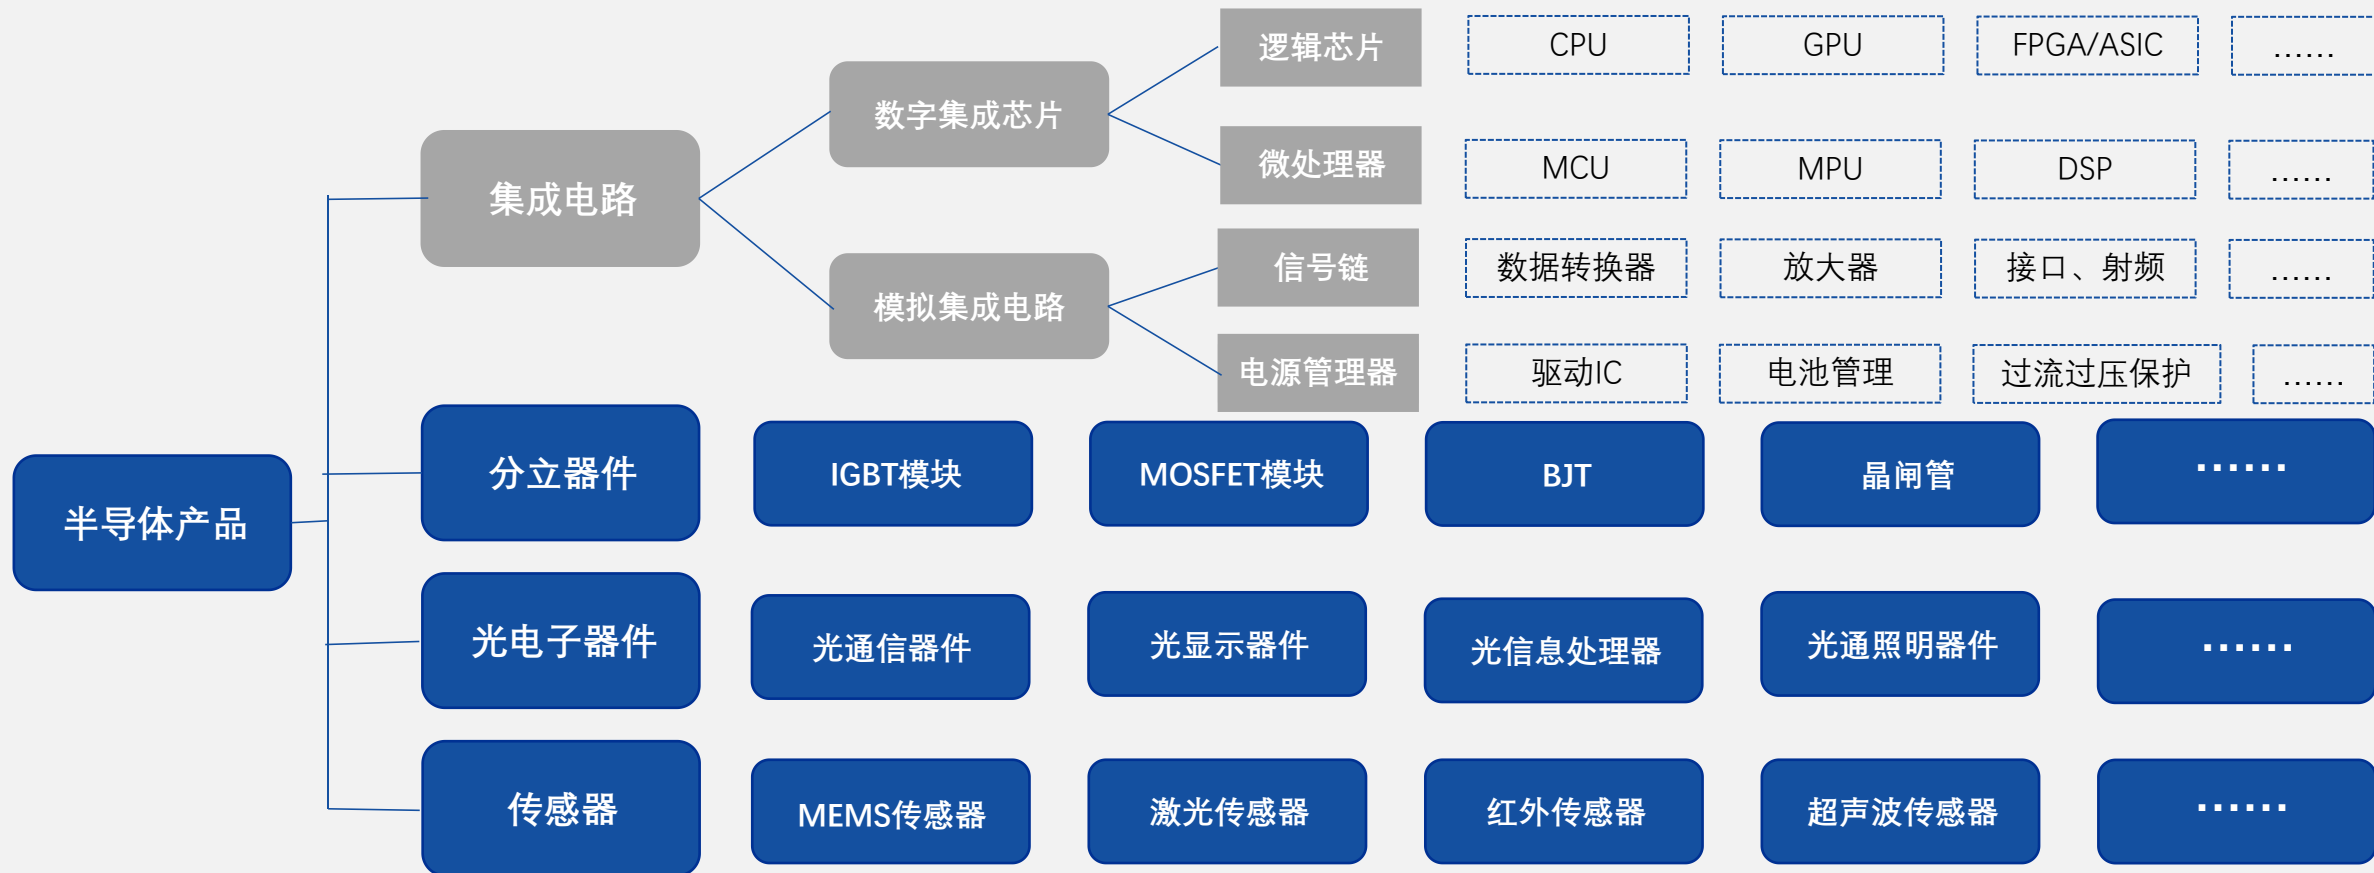 逻辑芯片
CPU
GPU
FPGA/ASIC
......
数字集成芯片
微处理器
MCU
MPU
DSP
......
集成电路
信号链
数据转换器
放大器
接口、射频
......
模拟集成电路
电源管理器
驱动IC
电池管理
过流过压保护
......
半导体产品
分立器件
IGBT模块
MOSFET模块
BJT
晶闸管
......
光电子器件
光通信器件
光显示器件
光信息处理器
光通照明器件
......
传感器
MEMS传感器
激光传感器
红外传感器
超声波传感器
......